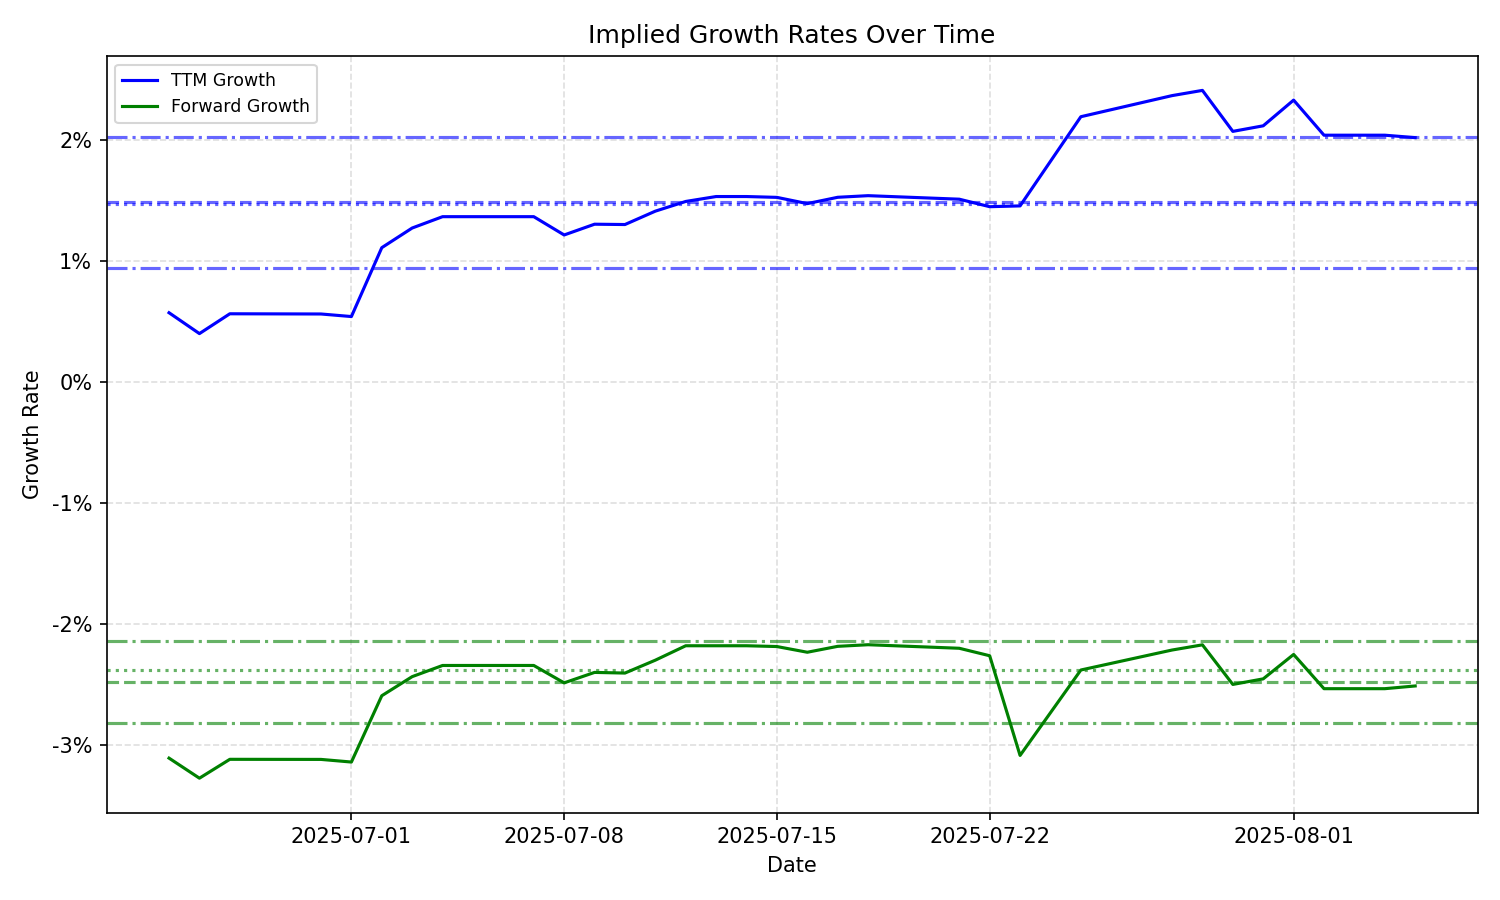 Implied Growth Rates Over Time
TTM Growth
Forward Growth
2%
1%
0%
-1%
-2%
-3%
Growth Rate
2025-07-01
2025-07-08
2025-07-15
2025-07-22
2025-08-01
Date